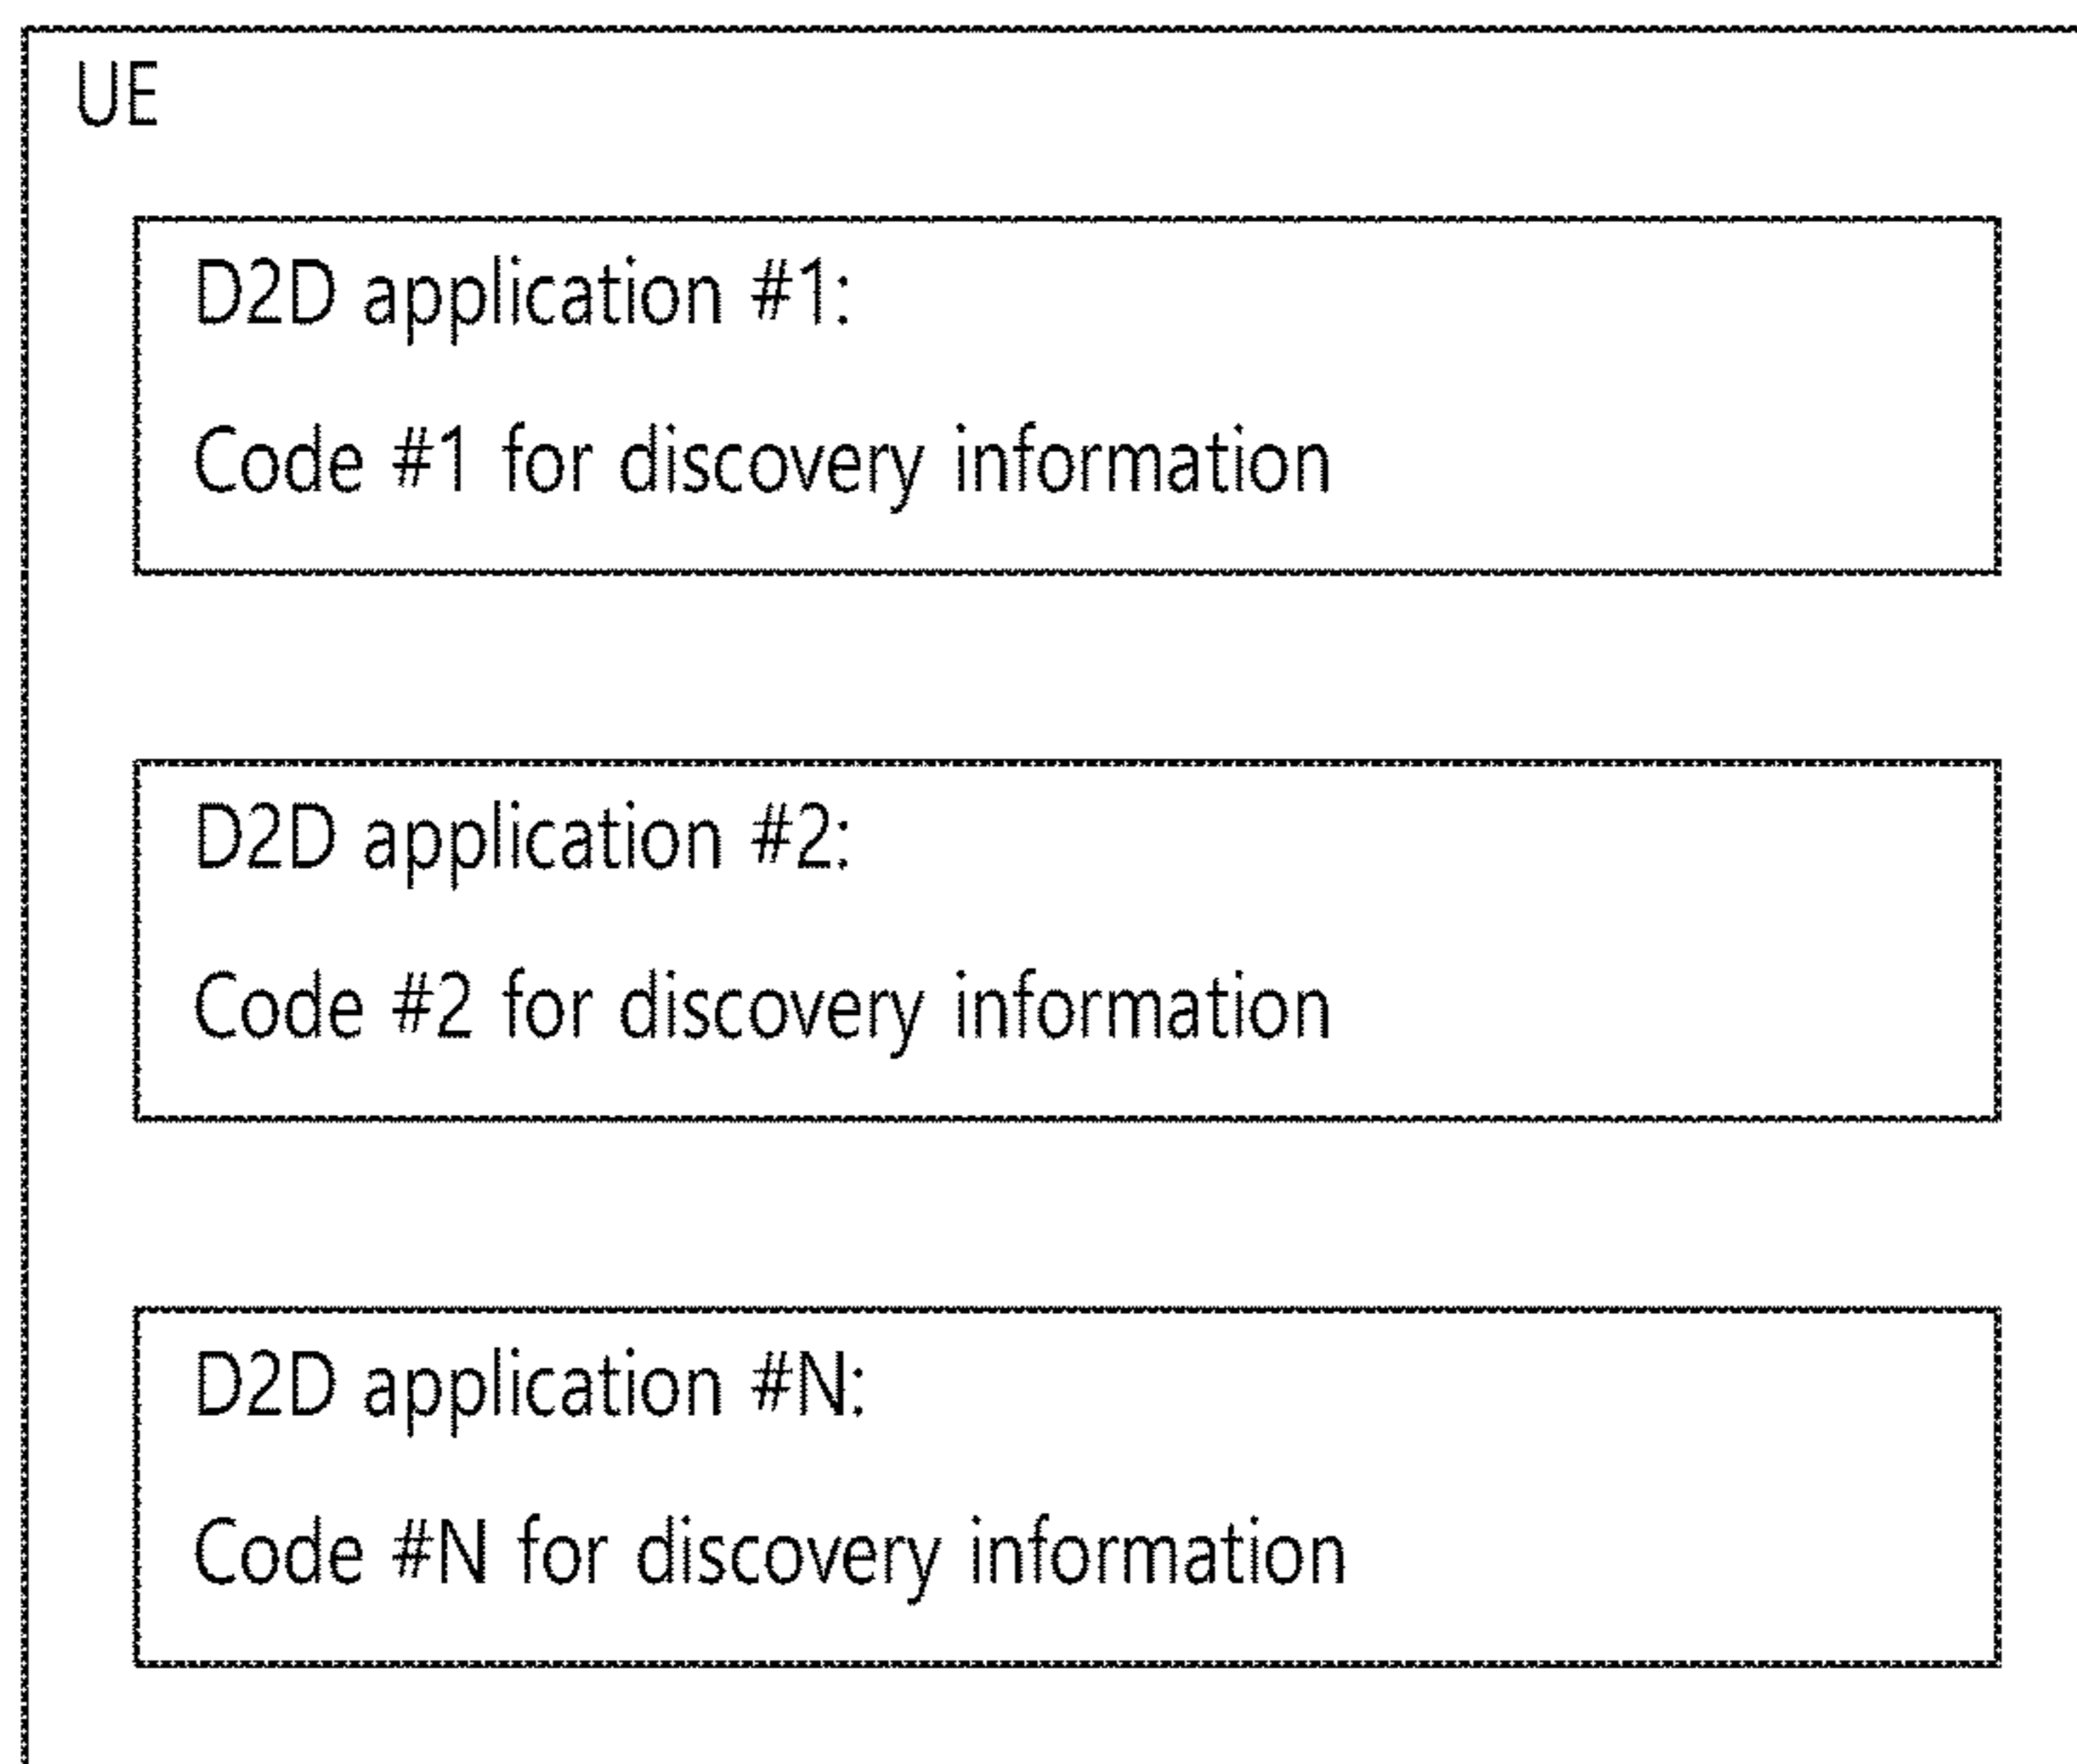 UE
D2D application #1:
Code #1 for discovery information
D2D application #2:
Code #2 for discovery information
D2D application #N:
Code #N for discovery information